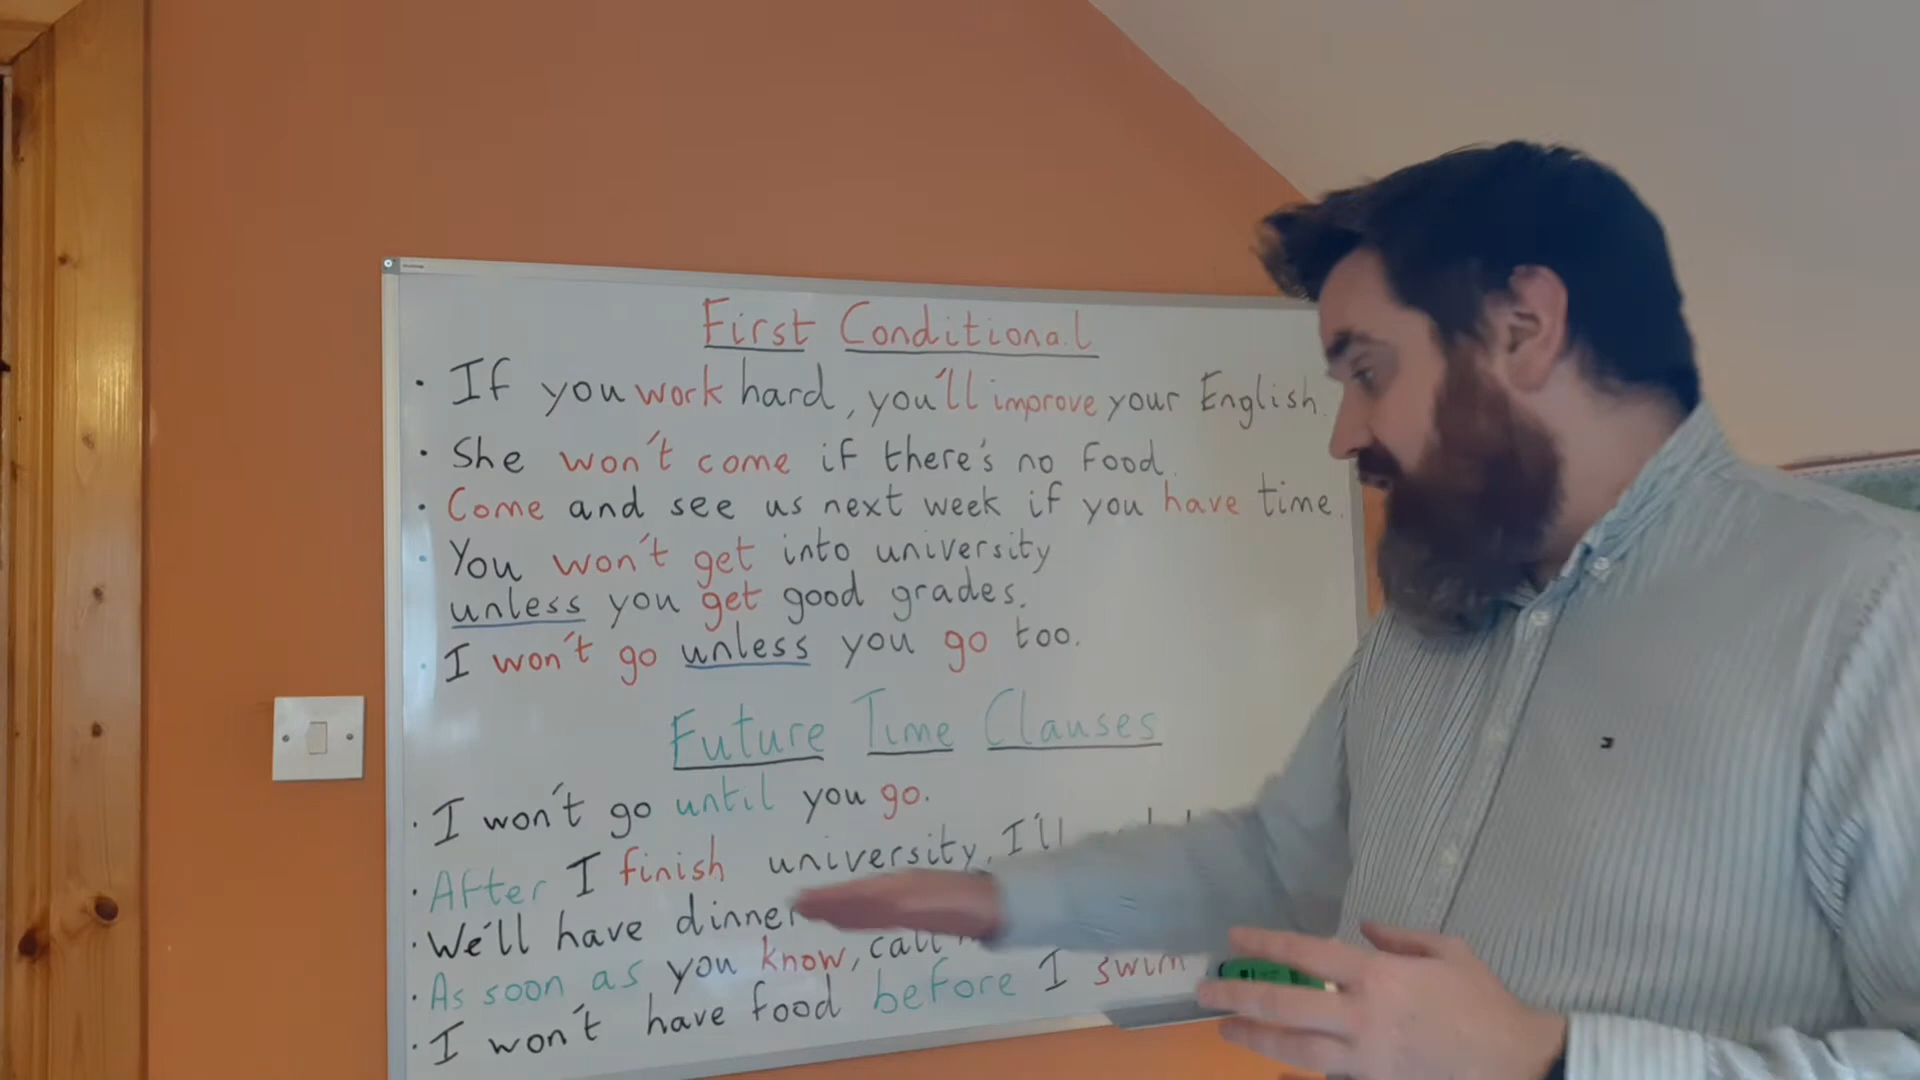 First Conditional
· If you work hard, you'll improve your English.
· She won't come if there's no food.
· Come and see us next week if you have time.
· You won't get into university
unless you get good grades.
· I won't go unless you go too.
Future Time Clauses
· I won't go until you go.
· After I finish university, I'll
· We'll have dinner
· As soon as you know, call
· I won't have food before I swim